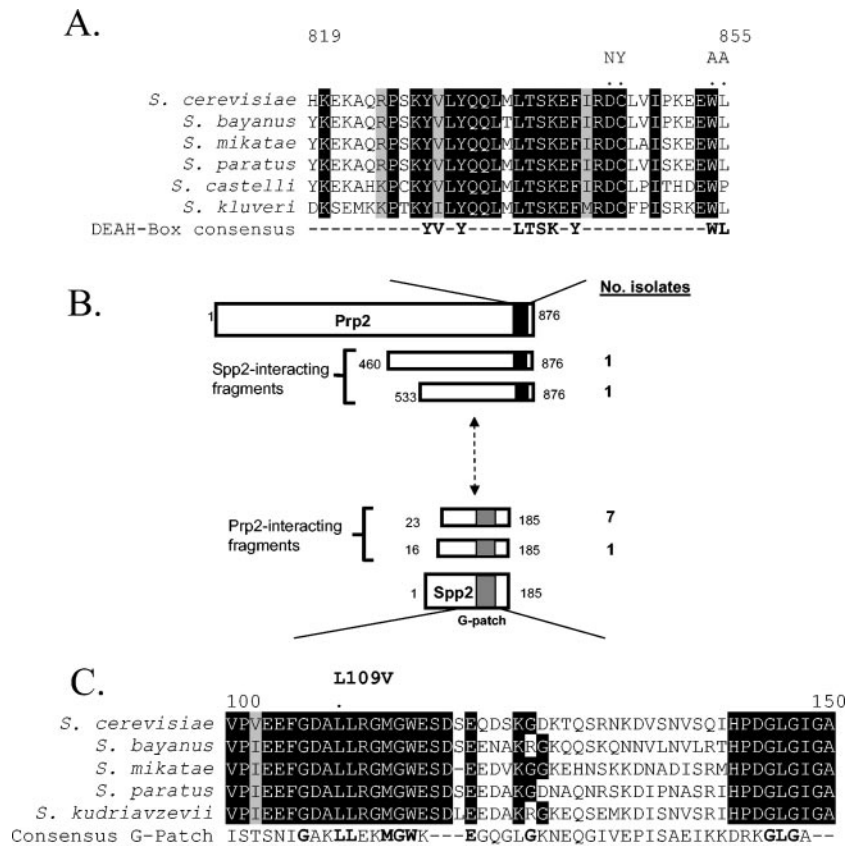 A.
819 855
NY AA
.. ..
S. cerevisiae HKEKAQRPSKYVLYQQLMLTSKEFIRDCLVIPKEEWL
S. bayanus YKEKAQRPSKYVLYQQLTLTSKEFIRDCLVISKEEWL
S. mikatae YKEKAQRPSKYVLYQQLMLTSKEFIRDCLAISKEEWL
S. paratus YKEKAQRPSKYVLYQQLMLTSKEFIRDCLVISKEEWL
S. castelli YKEKAHKPCKYVLYQQLMLTSKEFIRDCLPITHDEWP
S. kluveri DKSEMKKPTKYILYQQLMLTSKEFMRDCFPISRKEWL
DEAH-Box consensus -----------YV-Y----LTSK-Y-----------WL
B.
No. isolates
1 Prp2 876
Spp2-interacting fragments
460 876 1
533 876 1
Prp2-interacting fragments
23 185 7
16 185 1
1 Spp2 185
G-patch
C.
L109V
100 . 150
S. cerevisiae VPVEEFGDALLRGMGWESDSEQDSKGDKTQSRNKDVSNVSQIHPDGLGIGA
S. bayanus VPIEEFGDALLRGMGWESDSEENAKRGKQQSKQNNVLNVLRTHPDGLGIGA
S. mikatae VPIEEFGDALLRGMGWESD-EEDVKGGKEHNSKKDNADISRMHPDGLGIGA
S. paratus VPIEEFGDALLRGMGWESDSEEDAKGDNAQNRSKDIPNASRIHPDGLGIGA
S. kudriavzevii VPIEEFGDALLRGMGWESDLEEDAKRGKEQSEMKDISNVSRIHPDGLGIGA
Consensus G-Patch ISTSNIGAKLLEKMGWK---EGQGLGKNEQGIVEPISAEIKKDRKGLGA--